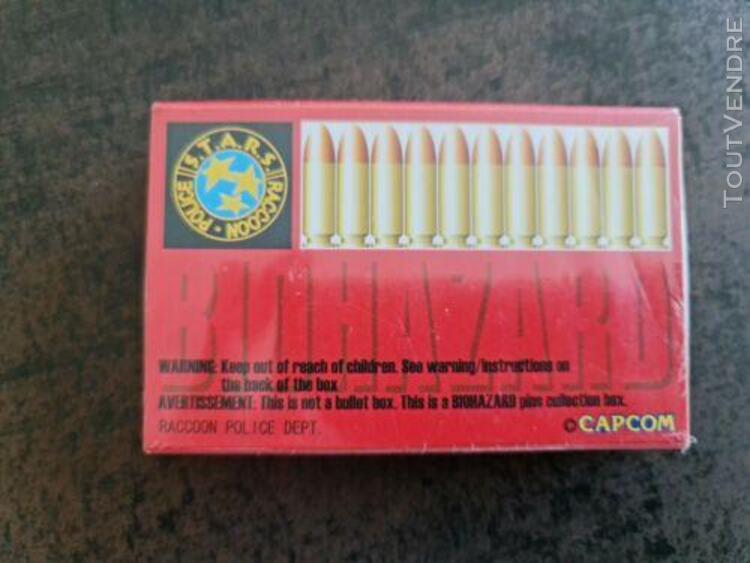 S.T.A.R.S
RACCOON · POLICE
BIOHAZARD
WARNING: Keep out of reach of children. See warning/instructions on
the back of the box
AVERTISSEMENT: This is not a bullet box. This is a BIOHAZARD pins collection box.
RACCOON POLICE DEPT.
©CAPCOM
TOUTVENDRE